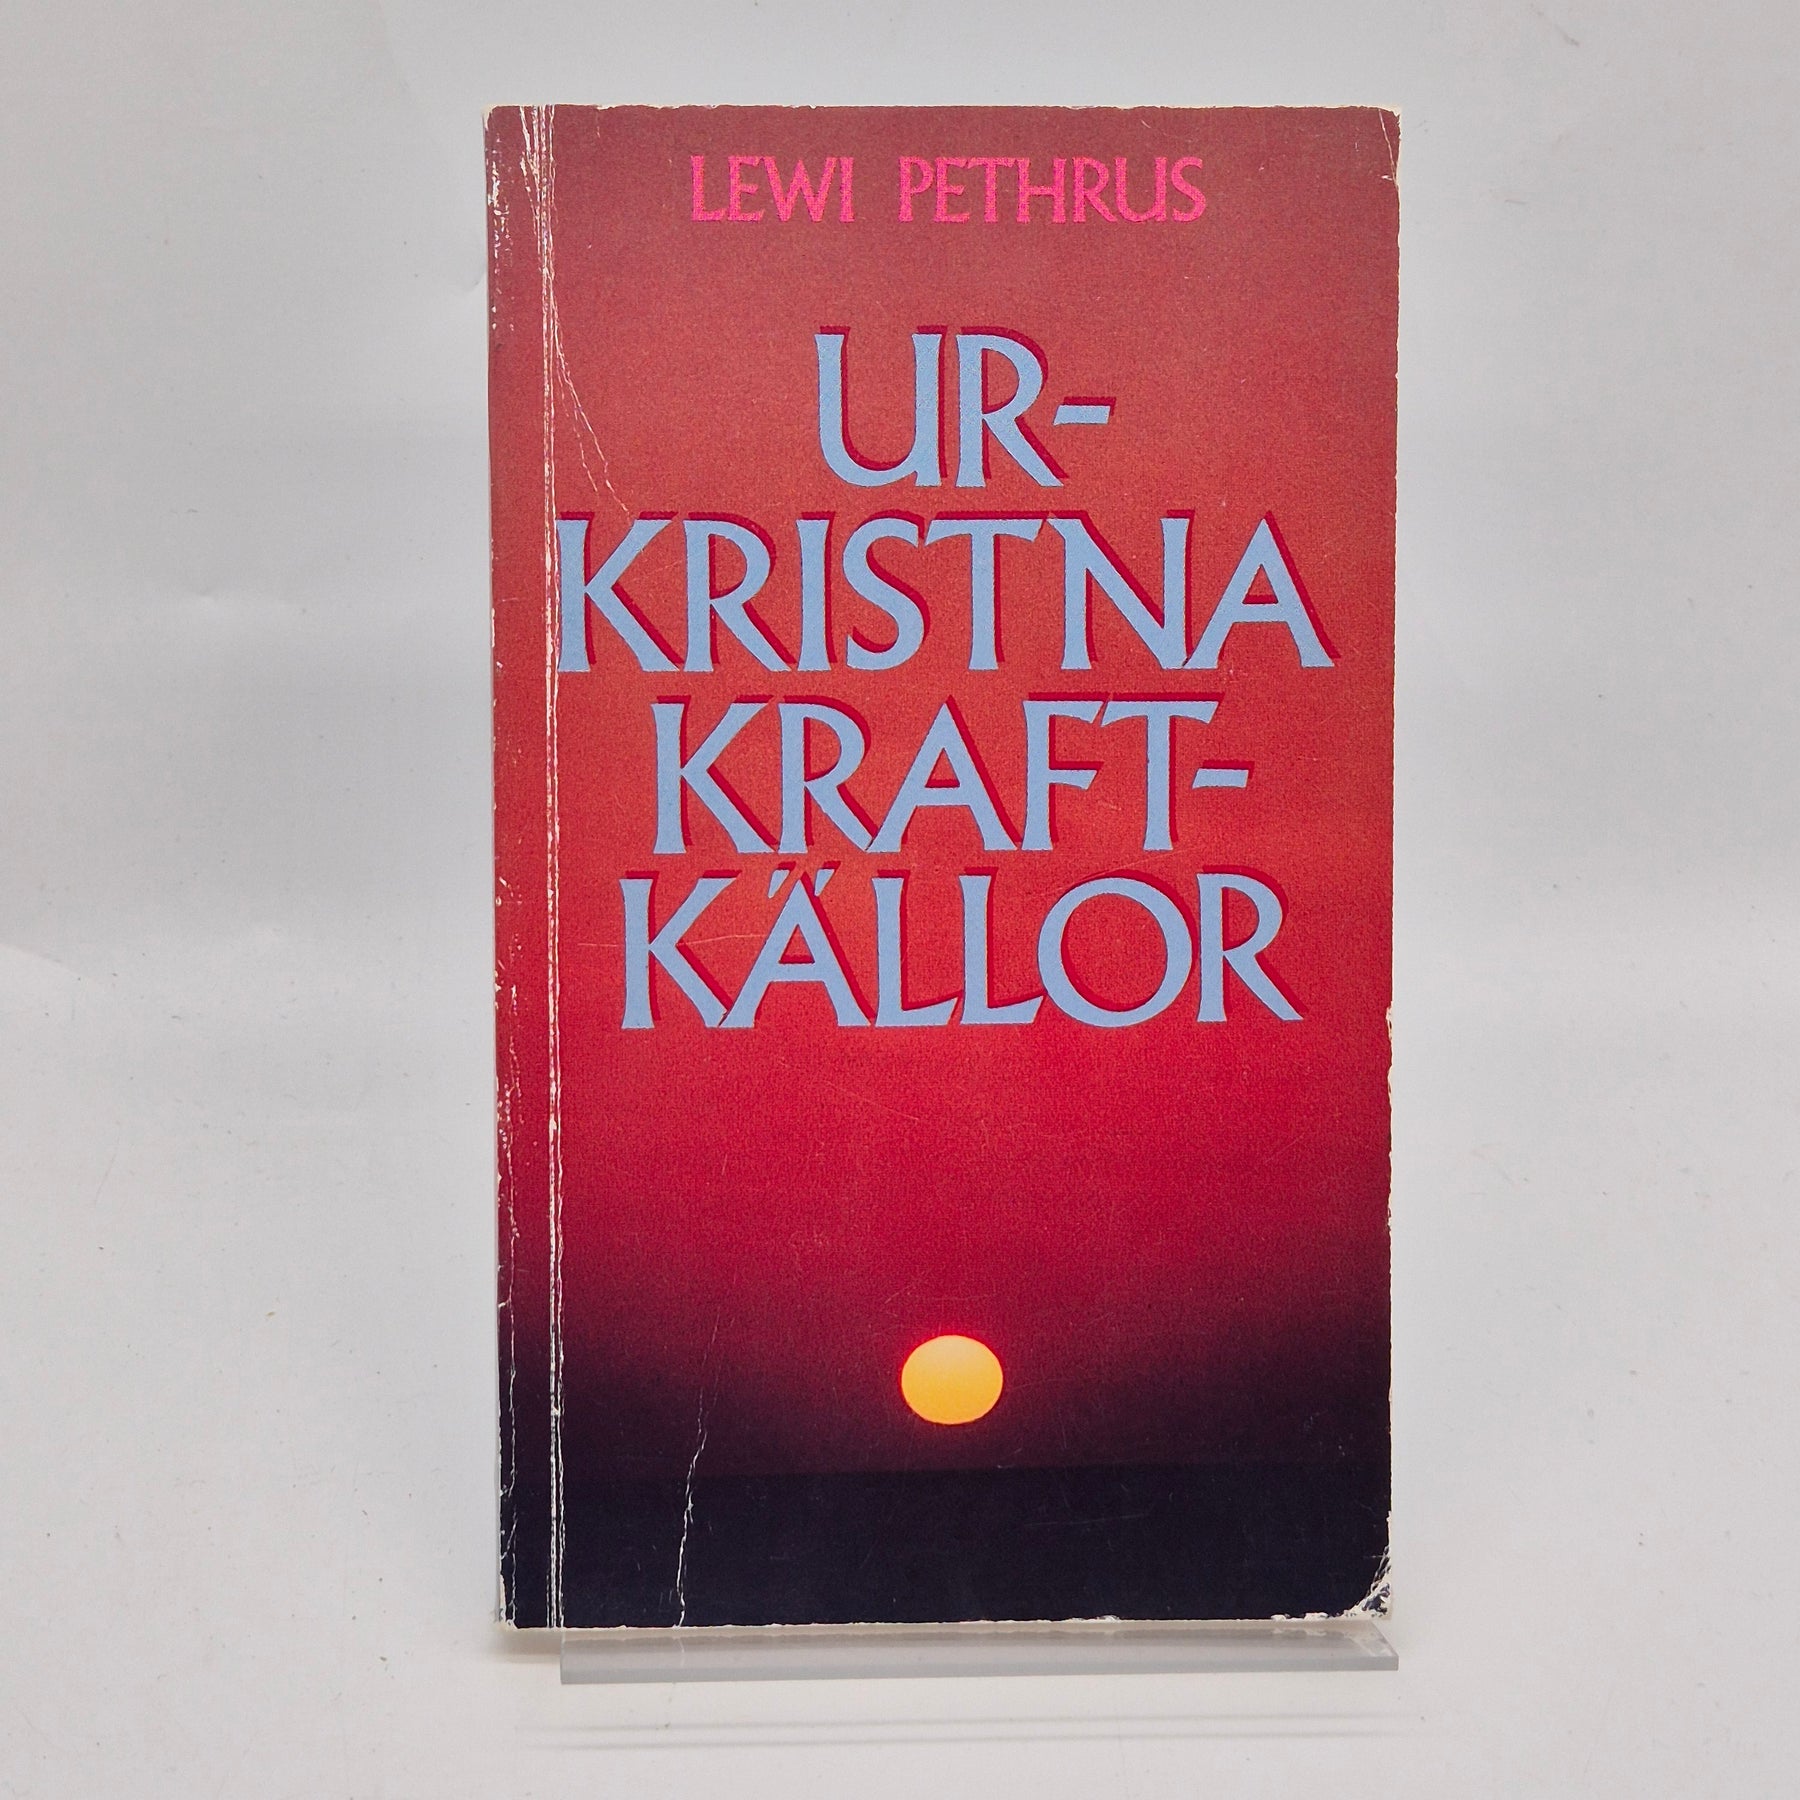 LEWI PETHRUS
UR-
KRISTNA
KRAFT-
KÄLLOR